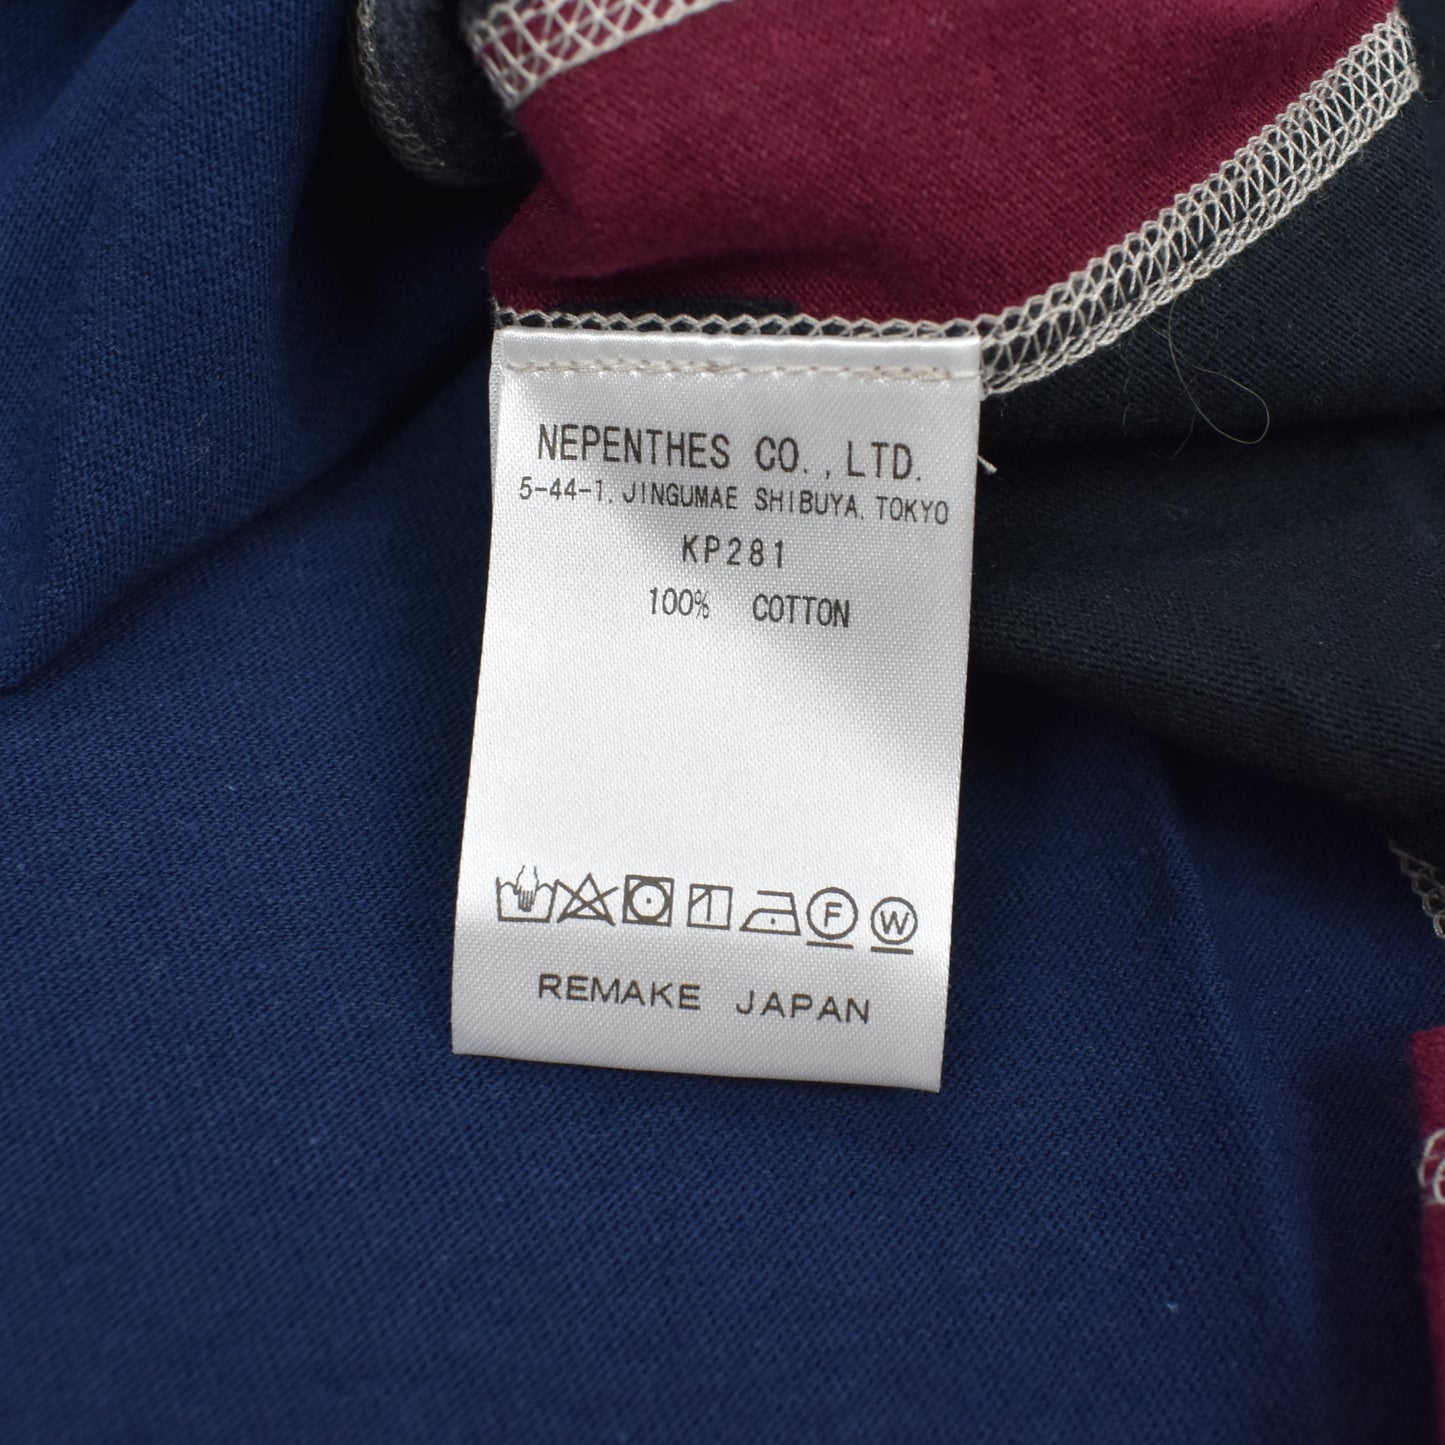 NEPENTHES CO.,LTD.
5-44-1, JINGUMAE SHIBUYA, TOKYO
KP281
100% COTTON
F W
REMAKE JAPAN